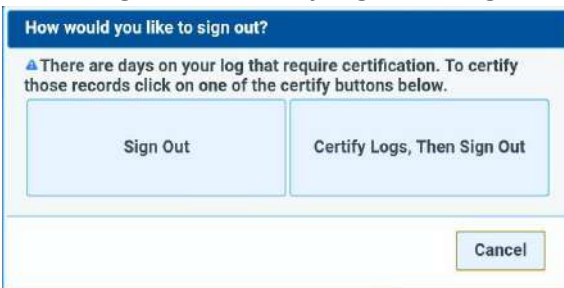 How would you like to sign out?
There are days on your log that require certification. To certify
those records click on one of the certify buttons below.
Sign Out
Certify Logs, Then Sign Out
Cancel